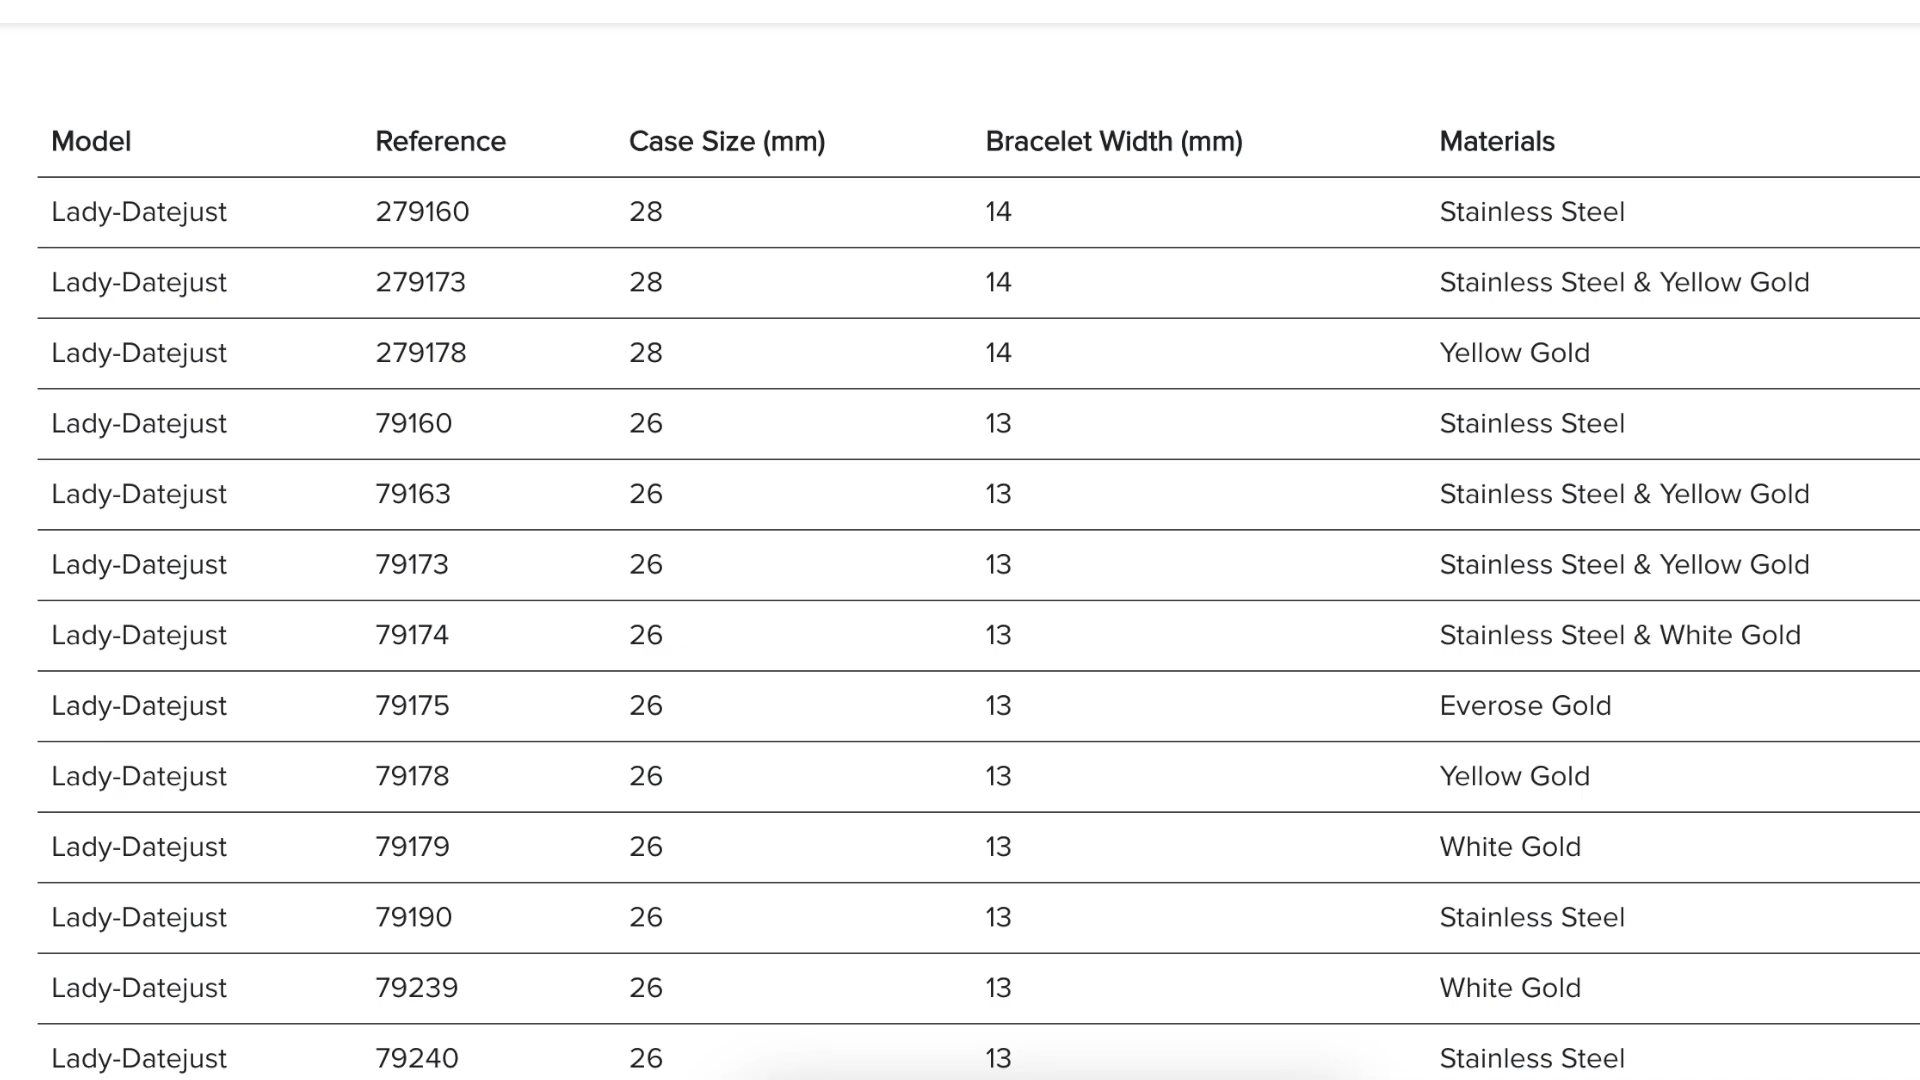 Model Reference Case Size (mm) Bracelet Width (mm) Materials
Lady-Datejust 279160 28 14 Stainless Steel
Lady-Datejust 279173 28 14 Stainless Steel & Yellow Gold
Lady-Datejust 279178 28 14 Yellow Gold
Lady-Datejust 79160 26 13 Stainless Steel
Lady-Datejust 79163 26 13 Stainless Steel & Yellow Gold
Lady-Datejust 79173 26 13 Stainless Steel & Yellow Gold
Lady-Datejust 79174 26 13 Stainless Steel & White Gold
Lady-Datejust 79175 26 13 Everose Gold
Lady-Datejust 79178 26 13 Yellow Gold
Lady-Datejust 79179 26 13 White Gold
Lady-Datejust 79190 26 13 Stainless Steel
Lady-Datejust 79239 26 13 White Gold
Lady-Datejust 79240 26 13 Stainless Steel